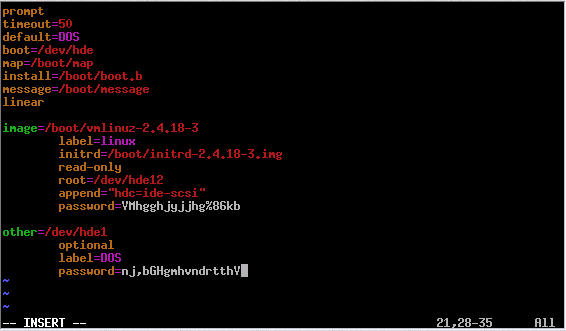 prompt
timeout=50
default=DOS
boot=/dev/hde
map=/boot/map
install=/boot/boot.b
message=/boot/message
linear
image=/boot/vmlinuz-2.4.18-3
label=linux
initrd=/boot/initrd-2.4.18-3.img
read-only
root=/dev/hde12
append="hdc=ide-scsi"
password=YMhgghjyjjhg%86kb
other=/dev/hde1
optional
label=DOS
password=nj,bGHgmhvndrtthY
~
~
~
-- INSERT -- 21,28-35 All